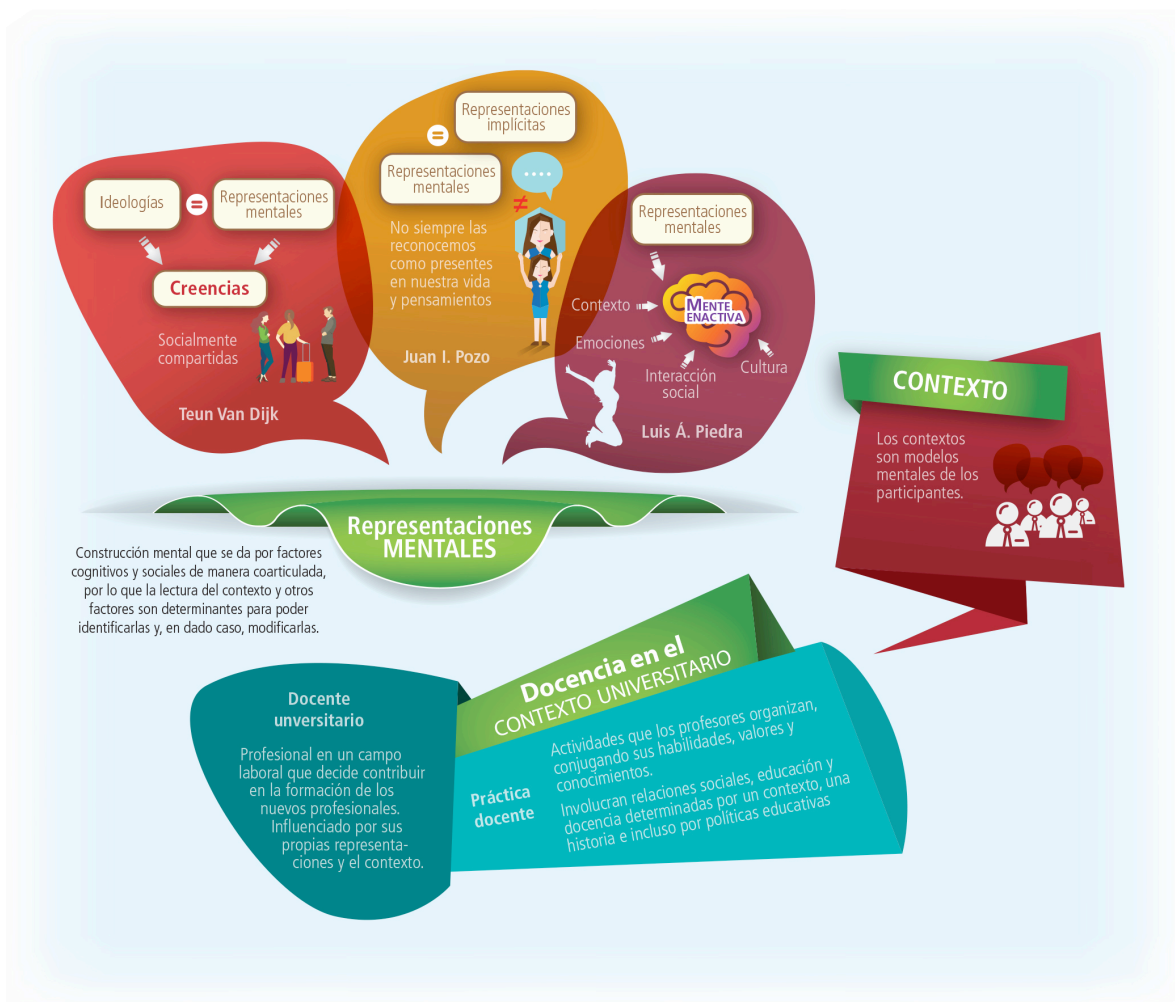 Ideologías
=
Representaciones
mentales
Creencias
Socialmente
compartidas
Teun Van Dijk
Representaciones
implícitas
=
Representaciones
mentales
....
≠
No siempre las
reconocemos
como presentes
en nuestra vida
y pensamientos
Juan I. Pozo
Representaciones
mentales
MENTE
ENACTIVA
Contexto
Emociones
Interacción
social
Cultura
Luis Á. Piedra
CONTEXTO
Los contextos
son modelos
mentales de los
participantes.
Representaciones
MENTALES
Construcción mental que se da por factores
cognitivos y sociales de manera coarticulada,
por lo que la lectura del contexto y otros
factores son determinantes para poder
identificarlas y, en dado caso, modificarlas.
Docencia en el
CONTEXTO UNIVERSITARIO
Docente
unversitario
Profesional en un campo
laboral que decide contribuir
en la formación de los
nuevos profesionales.
Influenciado por sus
propias representa-
ciones y el contexto.
Práctica
docente
Actividades que los profesores organizan,
conjugando sus habilidades, valores y
conocimientos.
Involucran relaciones sociales, educación y
docencia determinadas por un contexto, una
historia e incluso por políticas educativas